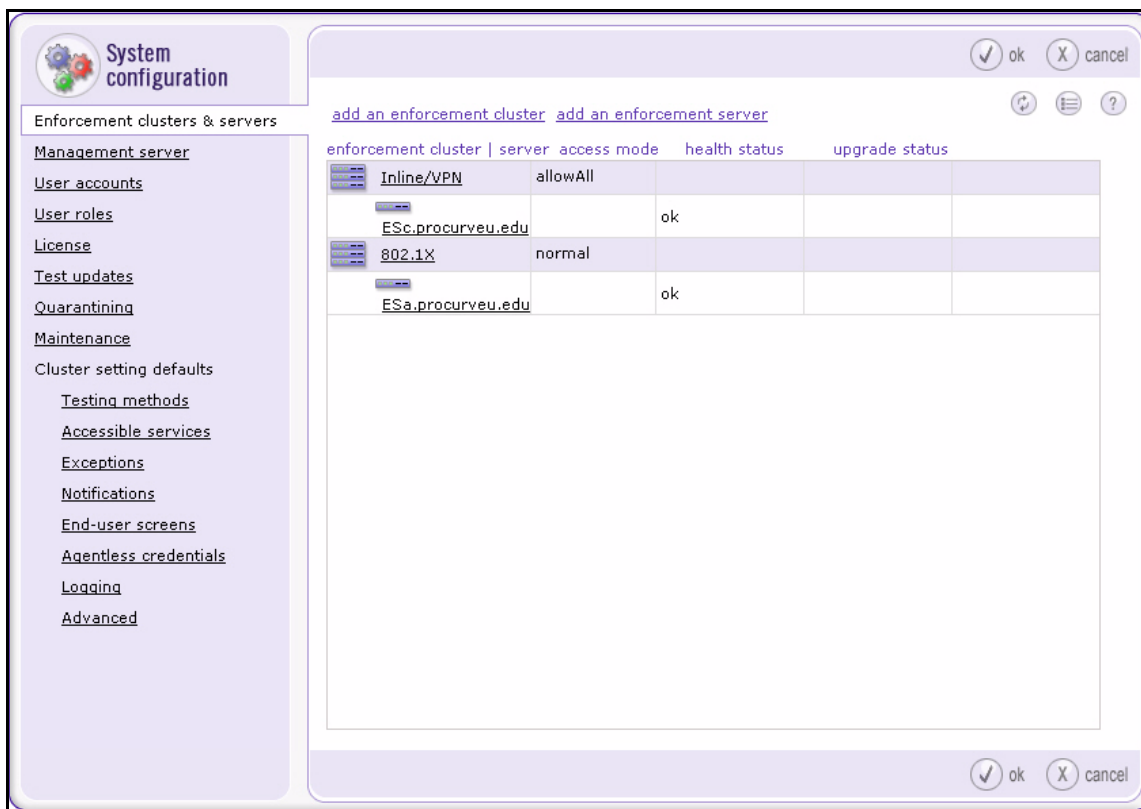 System
configuration
ok cancel
Enforcement clusters & servers
Management server
User accounts
User roles
License
Test updates
Quarantining
Maintenance
Cluster setting defaults
Testing methods
Accessible services
Exceptions
Notifications
End-user screens
Agentless credentials
Logging
Advanced
add an enforcement cluster add an enforcement server
?
enforcement cluster | server access mode health status upgrade status
Inline/VPN allowAll
ESc.procurveu.edu ok
802.1X normal
ESa.procurveu.edu ok
ok cancel